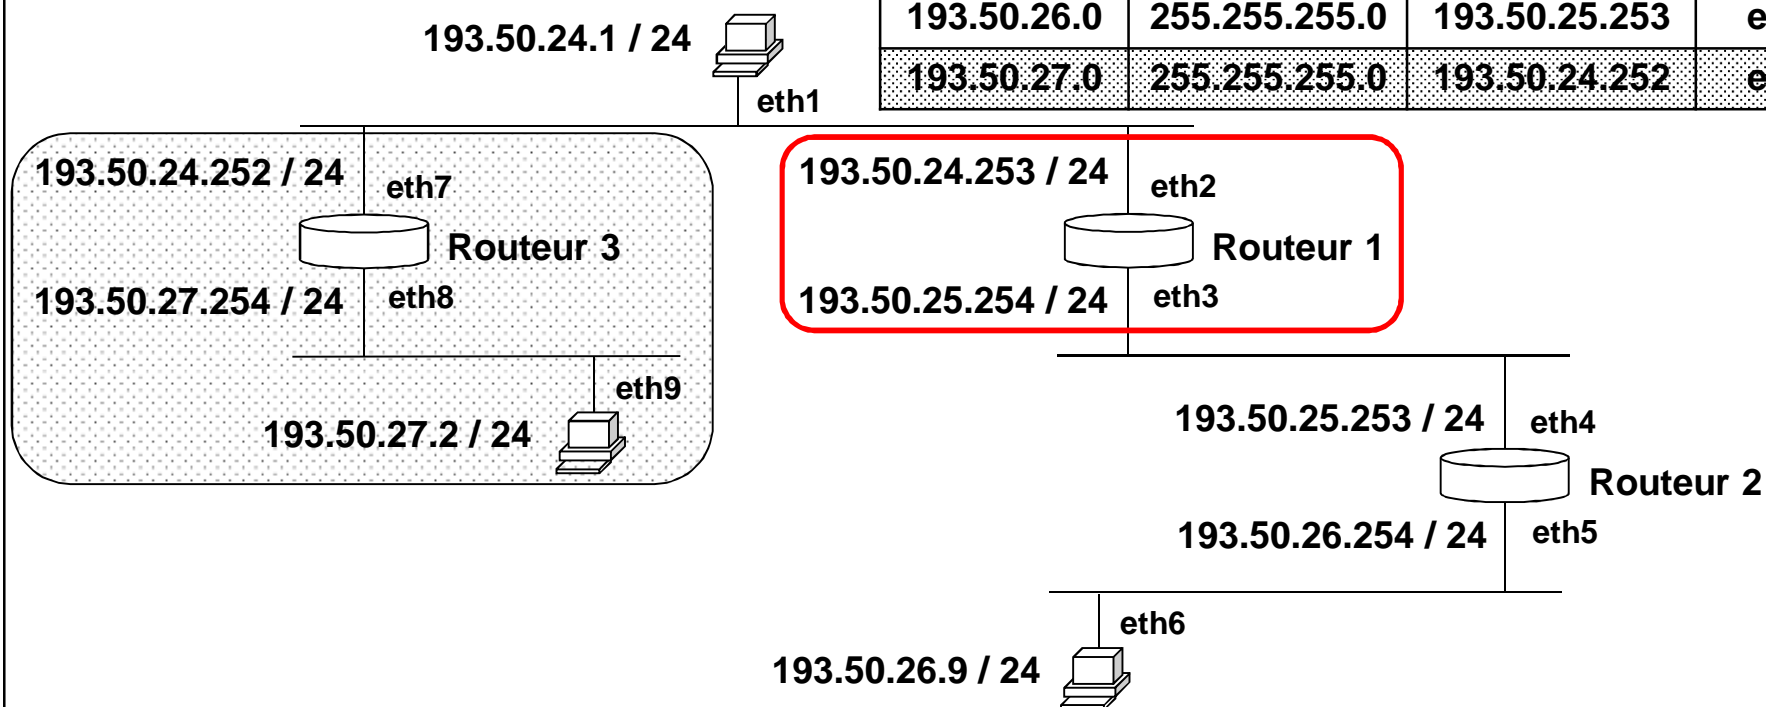 193.50.26.0 255.255.255.0 193.50.25.253 e
193.50.27.0 255.255.255.0 193.50.24.252 e
193.50.24.1 / 24
eth1
193.50.24.252 / 24
eth7
Routeur 3
193.50.27.254 / 24
eth8
eth9
193.50.27.2 / 24
193.50.24.253 / 24
eth2
Routeur 1
193.50.25.254 / 24
eth3
193.50.25.253 / 24
eth4
Routeur 2
193.50.26.254 / 24
eth5
eth6
193.50.26.9 / 24